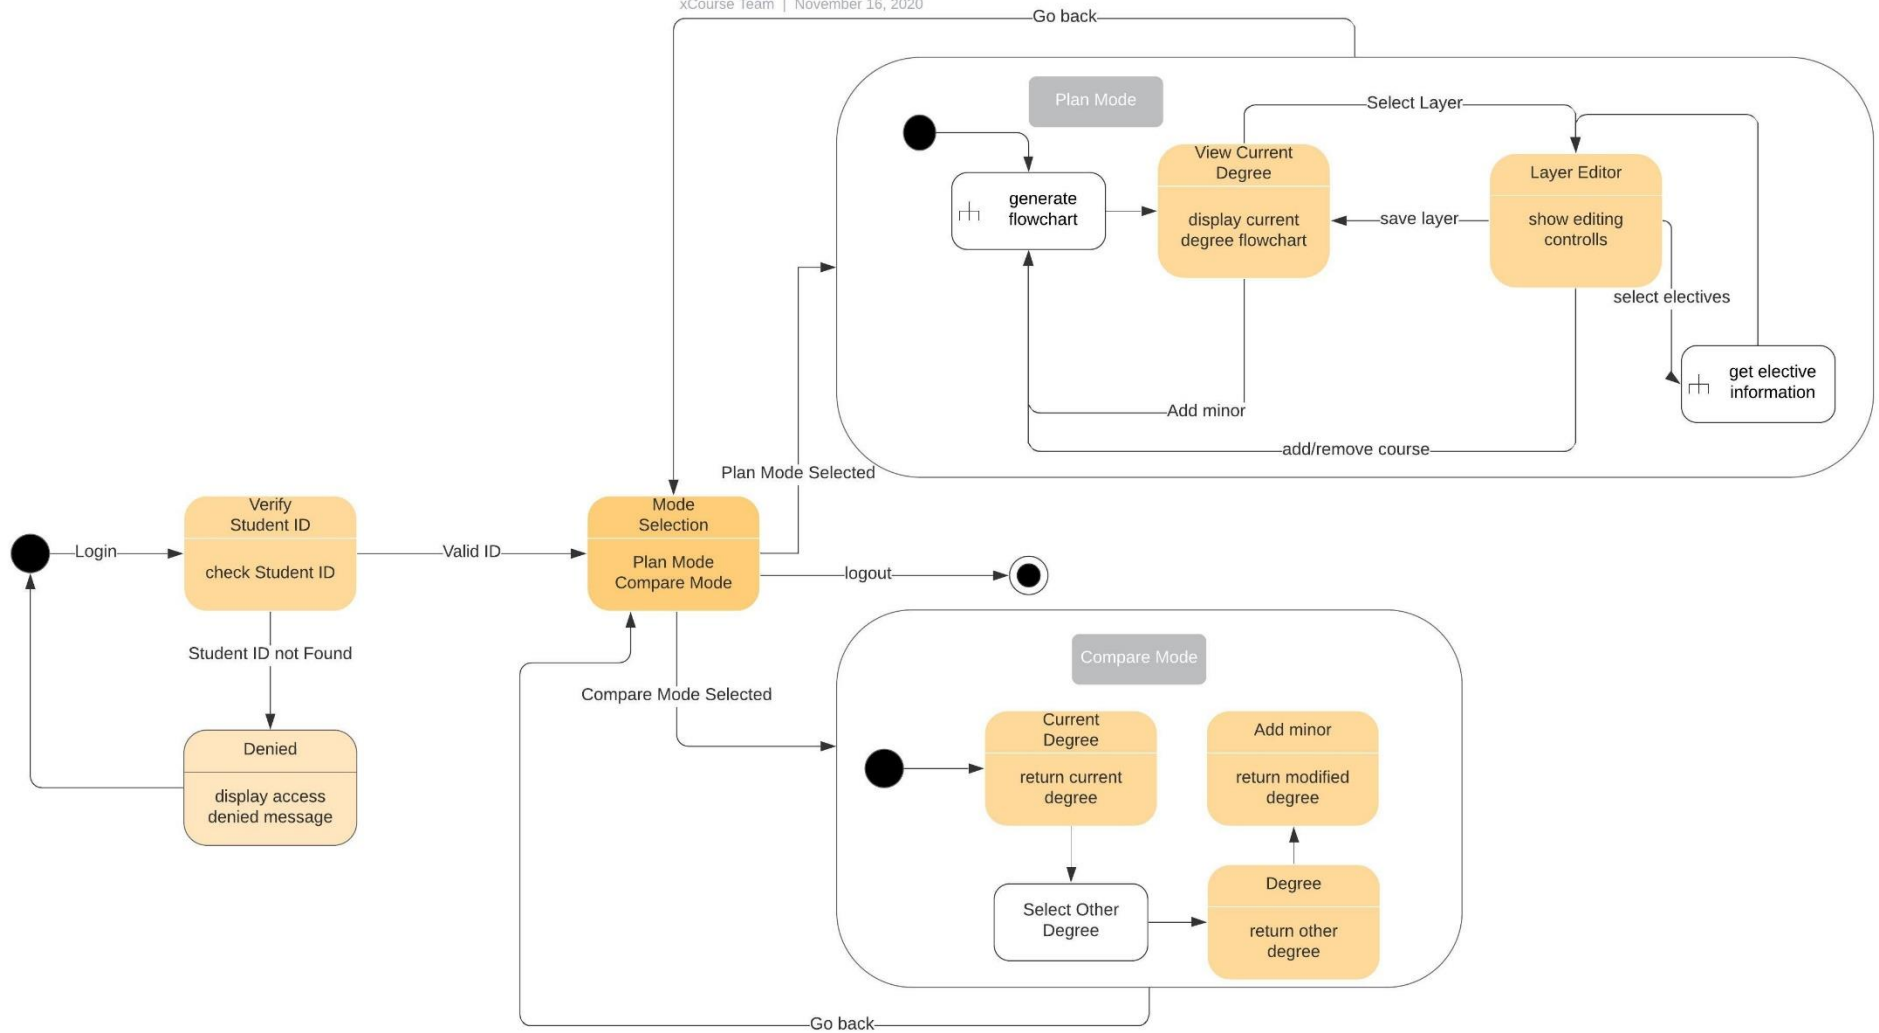 xCourse Team | November 16, 2020
Go back
Plan Mode
Select Layer
View Current
Degree
display current
degree flowchart
Layer Editor
show editing
controlls
generate
flowchart
save layer
select electives
get elective
information
Add minor
add/remove course
Plan Mode Selected
Verify
Student ID
check Student ID
Login
Valid ID
Mode
Selection
Plan Mode
Compare Mode
logout
Student ID not Found
Compare Mode Selected
Denied
display access
denied message
Compare Mode
Current
Degree
return current
degree
Add minor
return modified
degree
Select Other
Degree
Degree
return other
degree
Go back